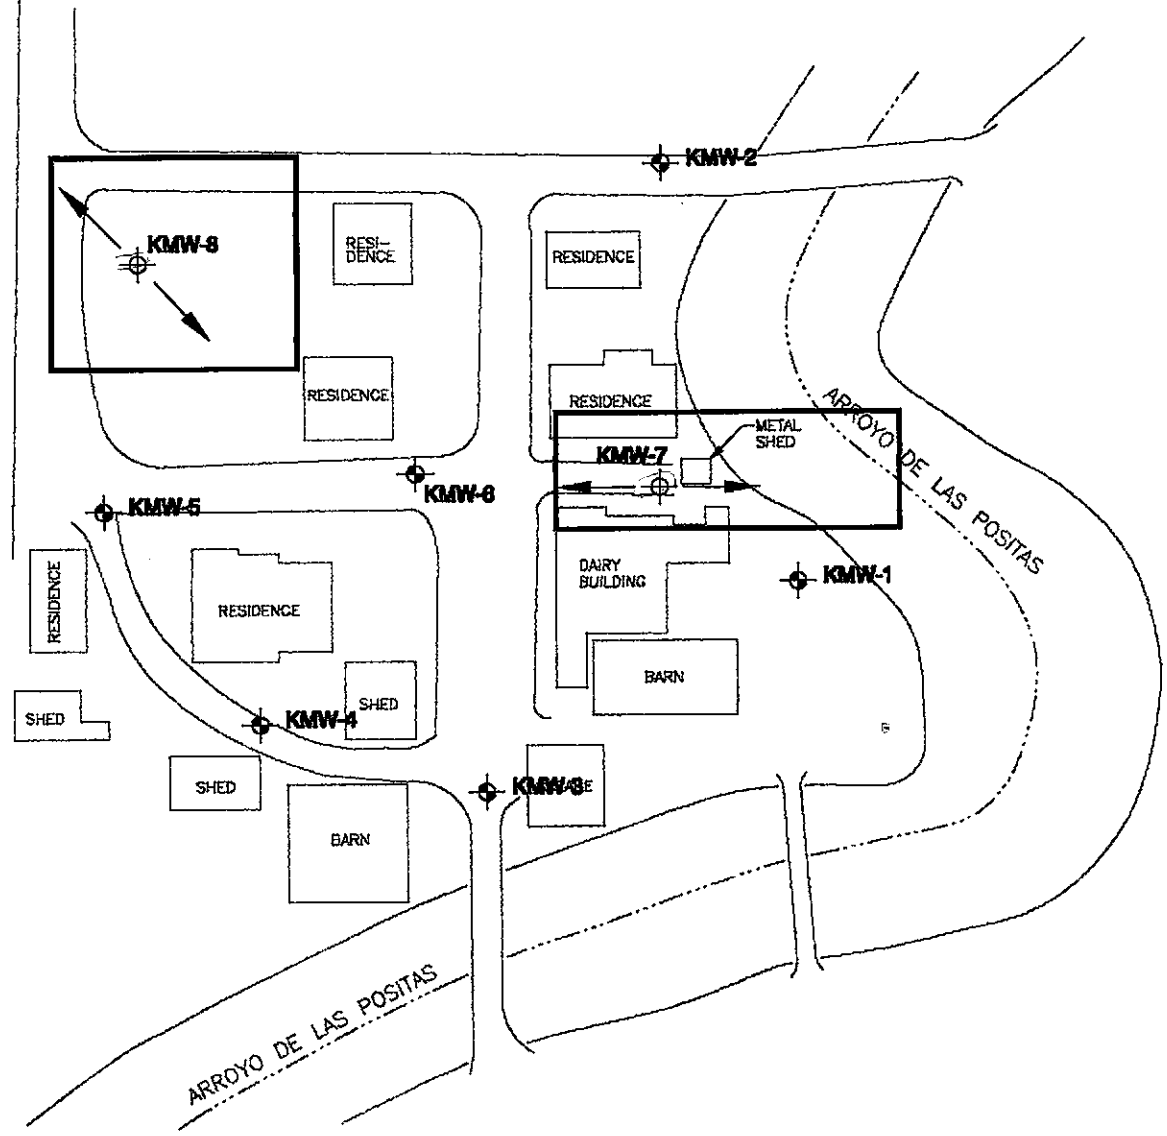 KMW-2
KMW-8
RESI-
DENCE
RESIDENCE
RESIDENCE
RESIDENCE
METAL
SHED
ARROYO DE LAS POSITAS
KMW-7
KMW-6
KMW-5
DAIRY
BUILDING
KMW-1
RESIDENCE
RESIDENCE
BARN
SHED
SHED
KMW-4
SHED
KMW-3
BARN
ARROYO DE LAS POSITAS